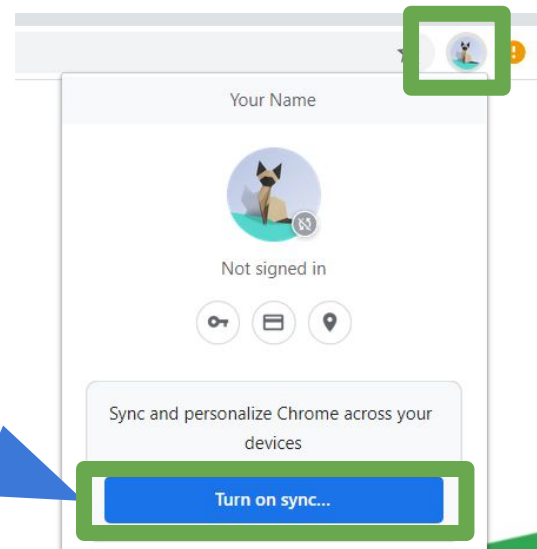 Your Name
Not signed in
Sync and personalize Chrome across your
devices
Turn on sync...